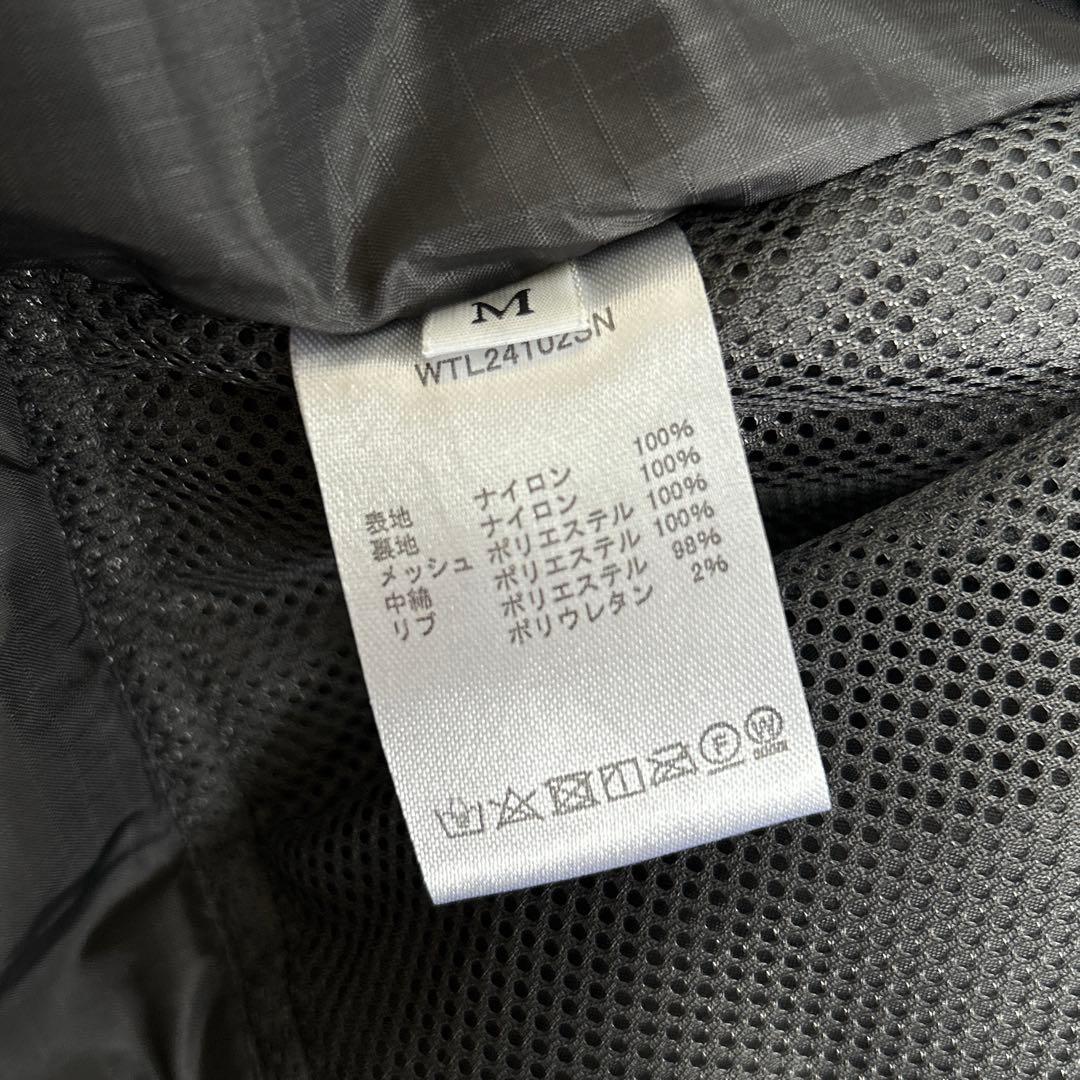 M
WTL24102SN
表地 ナイロン 100%
裏地 ナイロン 100%
メッシュ ポリエステル 100%
中綿 ポリエステル 100%
リブ ポリエステル 98%
ポリウレタン 2%
F
W